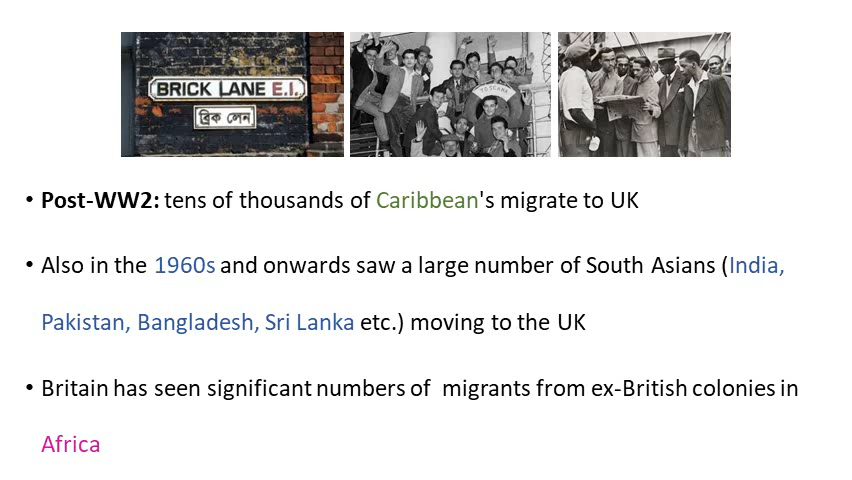 BRICK LANE E.I.
ব্রিক লেন
TOSCANA
• Post-WW2: tens of thousands of Caribbean's migrate to UK
• Also in the 1960s and onwards saw a large number of South Asians (India,
Pakistan, Bangladesh, Sri Lanka etc.) moving to the UK
• Britain has seen significant numbers of  migrants from ex-British colonies in
Africa